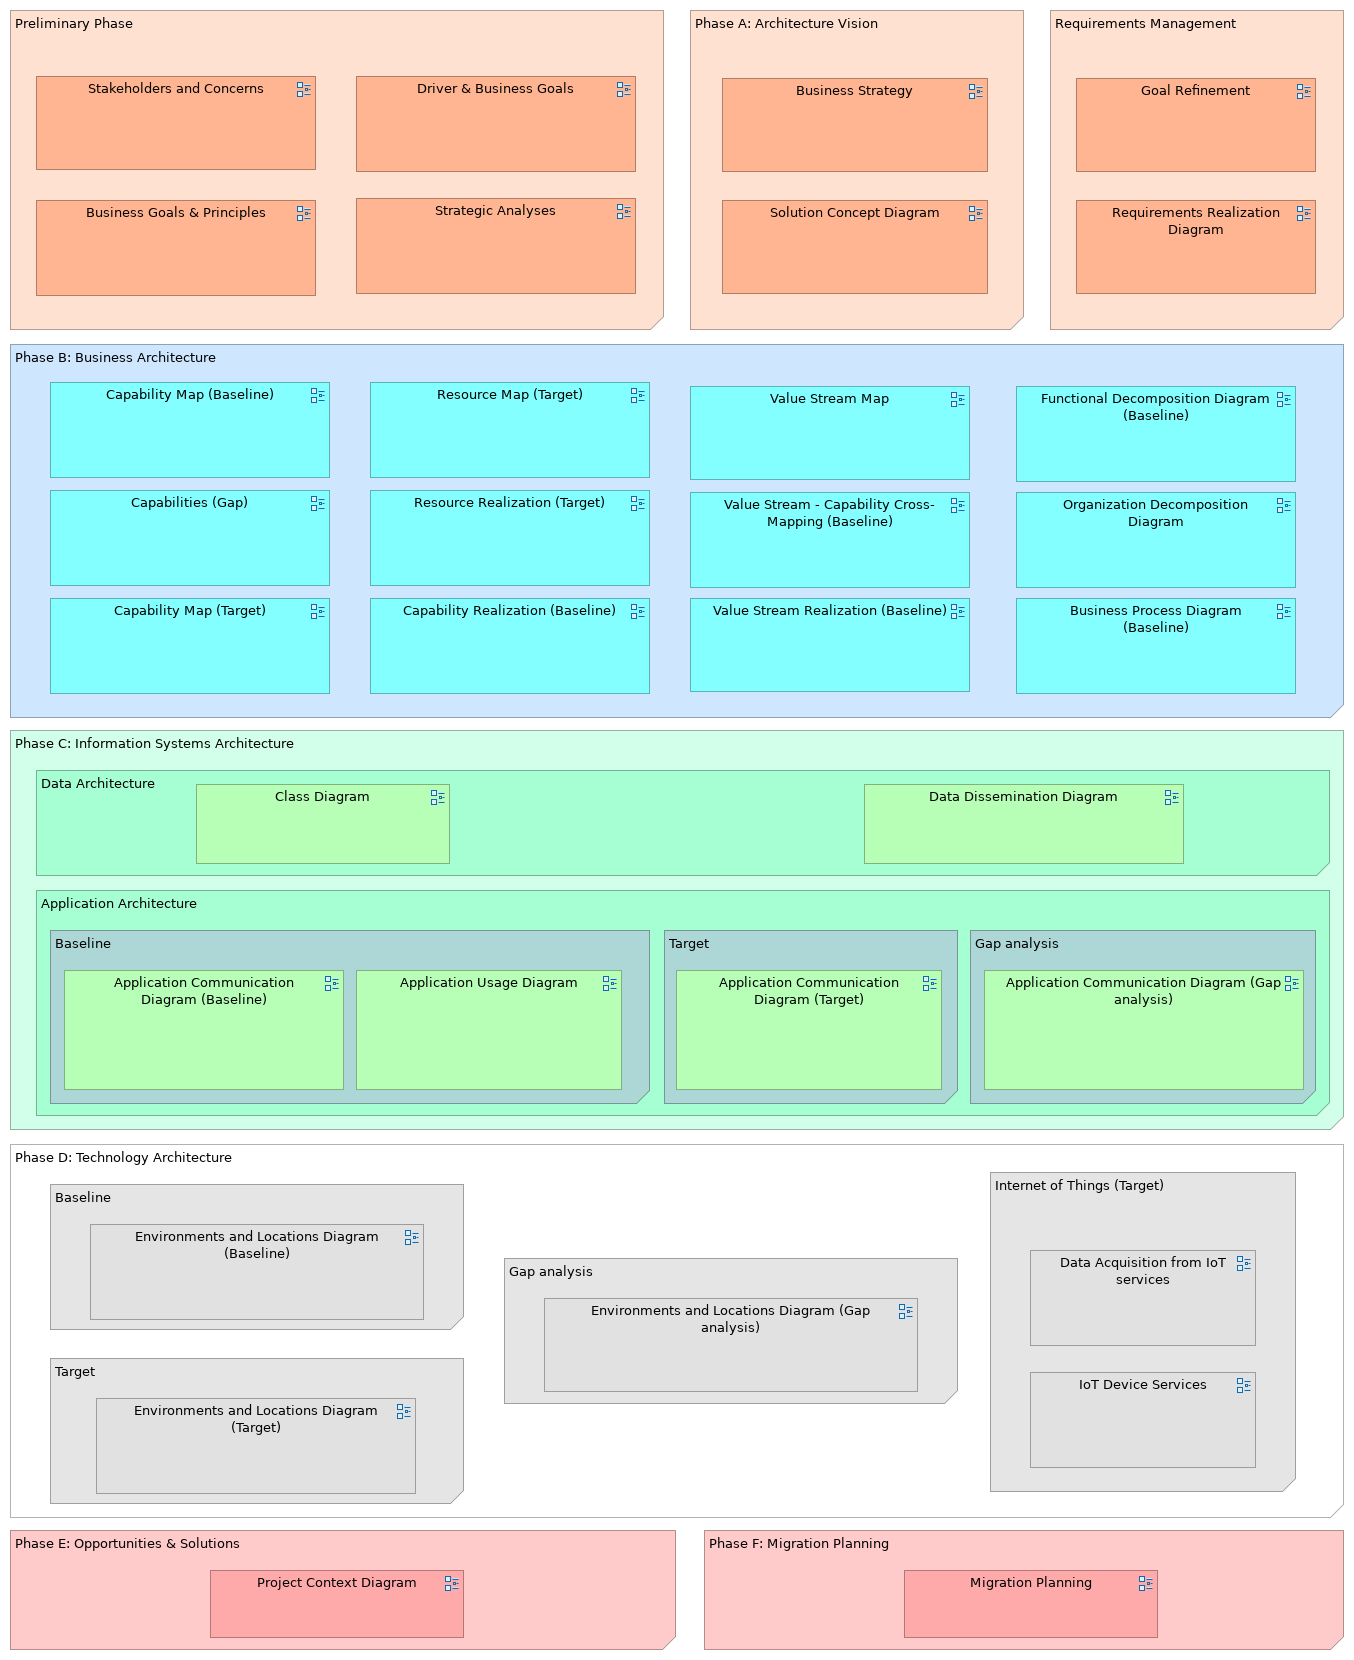 Preliminary Phase
Stakeholders and Concerns
Driver & Business Goals
Business Goals & Principles
Strategic Analyses
Phase A: Architecture Vision
Business Strategy
Solution Concept Diagram
Requirements Management
Goal Refinement
Requirements Realization
Diagram
Phase B: Business Architecture
Capability Map (Baseline)
Resource Map (Target)
Value Stream Map
Functional Decomposition Diagram
(Baseline)
Capabilities (Gap)
Resource Realization (Target)
Value Stream - Capability Cross-
Mapping (Baseline)
Organization Decomposition
Diagram
Capability Map (Target)
Capability Realization (Baseline)
Value Stream Realization (Baseline)
Business Process Diagram
(Baseline)
Phase C: Information Systems Architecture
Data Architecture
Class Diagram
Data Dissemination Diagram
Application Architecture
Baseline
Application Communication
Diagram (Baseline)
Application Usage Diagram
Target
Application Communication
Diagram (Target)
Gap analysis
Application Communication Diagram (Gap
analysis)
Phase D: Technology Architecture
Baseline
Environments and Locations Diagram
(Baseline)
Target
Environments and Locations Diagram
(Target)
Gap analysis
Environments and Locations Diagram (Gap
analysis)
Internet of Things (Target)
Data Acquisition from IoT
services
IoT Device Services
Phase E: Opportunities & Solutions
Project Context Diagram
Phase F: Migration Planning
Migration Planning